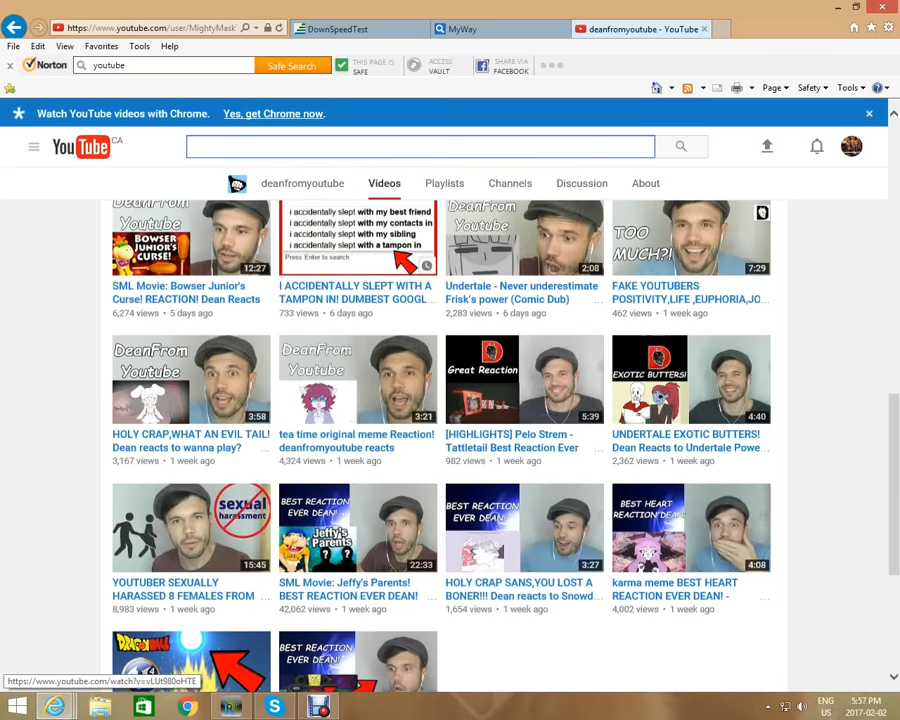 https://www.youtube.com/user/MightyMask
DownSpeedTest
MyWay
deanfromyoutube - YouTube
File Edit View Favorites Tools Help
Norton
youtube
Safe Search
THIS PAGE IS SAFE
ACCESS VAULT
SHARE VIA FACEBOOK
Page Safety Tools
Watch YouTube videos with Chrome. Yes, get Chrome now.
YouTube CA
deanfromyoutube Videos Playlists Channels Discussion About
DeanFrom
Youtube
BOWSER
JUNIOR'S
CURSE!
12:27
i accidentally slept with my best friend
i accidentally slept with my contacts in
i accidentally slept with my sibling
i accidentally slept with a tampon in
Press Enter to search.
DeanFrom
Youtube
2:08
TOO
MUCH?!
7:29
SML Movie: Bowser Junior's
Curse! REACTION! Dean Reacts
6,274 views • 5 days ago
I ACCIDENTALLY SLEPT WITH A
TAMPON IN! DUMBEST GOOGL...
733 views • 6 days ago
Undertale - Never underestimate
Frisk's power (Comic Dub)
2,283 views • 6 days ago
FAKE YOUTUBERS
POSITIVITY,LIFE ,EUPHORIA,JO...
462 views • 1 week ago
DeanFrom
Youtube
3:58
DeanFrom
Youtube
3:21
Great Reaction
5:39
EXOTIC BUTTERS!
4:40
HOLY CRAP,WHAT AN EVIL TAIL!
Dean reacts to wanna play?
3,167 views • 1 week ago
tea time original meme Reaction!
deanfromyoutube reacts
4,324 views • 1 week ago
[HIGHLIGHTS] Pelo Strem -
Tattletail Best Reaction Ever
982 views • 1 week ago
UNDERTALE EXOTIC BUTTERS!
Dean Reacts to Undertale Powe...
2,362 views • 1 week ago
sexual
harassment
15:45
BEST REACTION
EVER DEAN!
Jeffy's
Parents
? ?
22:33
BEST REACTION
EVER DEAN!
3:27
BEST HEART
REACTION DEAN!
4:08
YOUTUBER SEXUALLY
HARASSED 8 FEMALES FROM
8,983 views • 1 week ago
SML Movie: Jeffy's Parents!
BEST REACTION EVER DEAN!
42,062 views • 1 week ago
HOLY CRAP SANS,YOU LOST A
BONER!!! Dean reacts to Snowd...
1,654 views • 1 week ago
karma meme BEST HEART
REACTION EVER DEAN! -
4,002 views • 1 week ago
DRAGONBALL
BEST REACTION
EVER DEAN!
https://www.youtube.com/watch?v=vLUt980oHTE
ENG
US
5:57 PM
2017-02-02